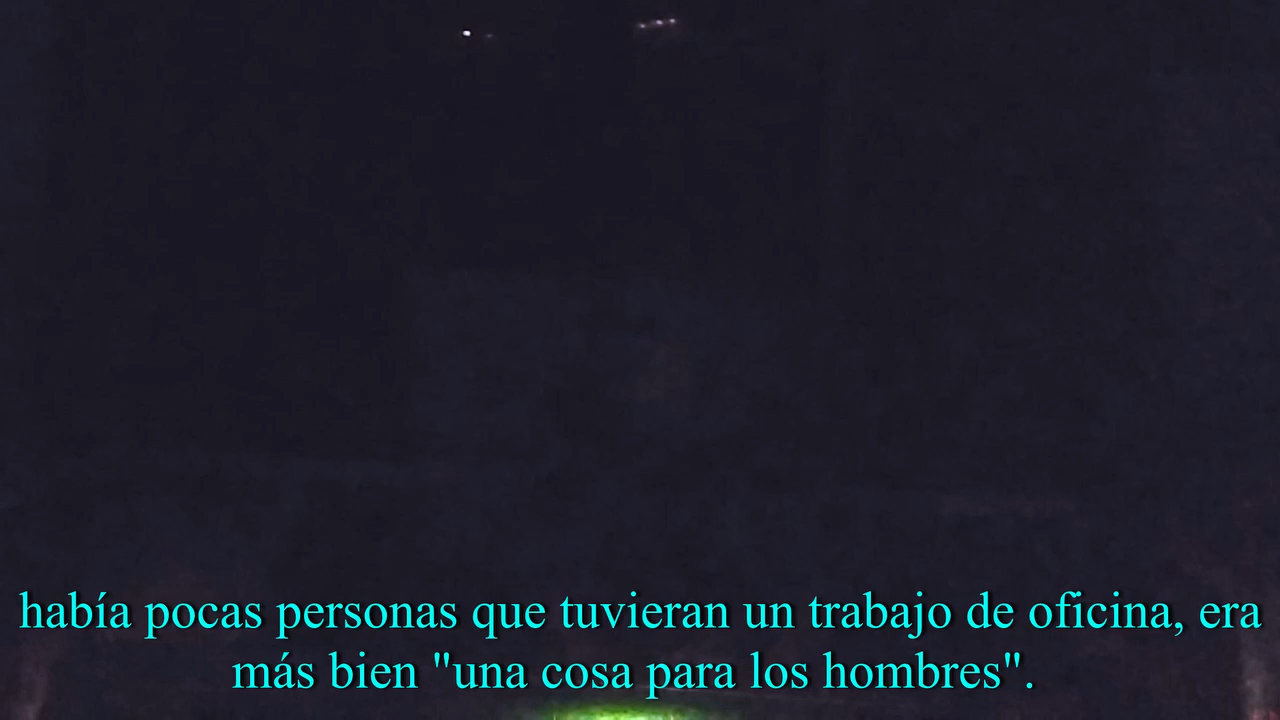 había pocas personas que tuvieran un trabajo de oficina, era
más bien "una cosa para los hombres".